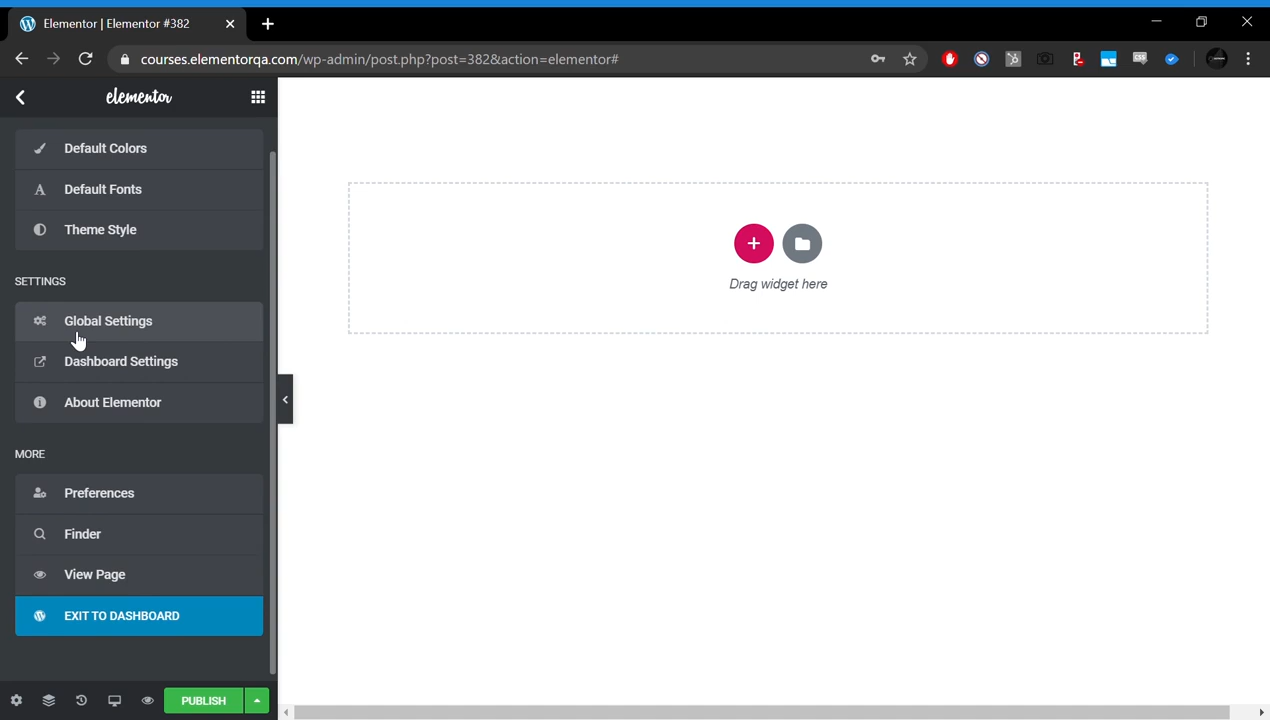 Elementor | Elementor #382
courses.elementorqa.com/wp-admin/post.php?post=382&action=elementor#
elementor
Default Colors
Default Fonts
Theme Style
SETTINGS
Global Settings
Dashboard Settings
About Elementor
MORE
Preferences
Finder
View Page
EXIT TO DASHBOARD
PUBLISH
Drag widget here